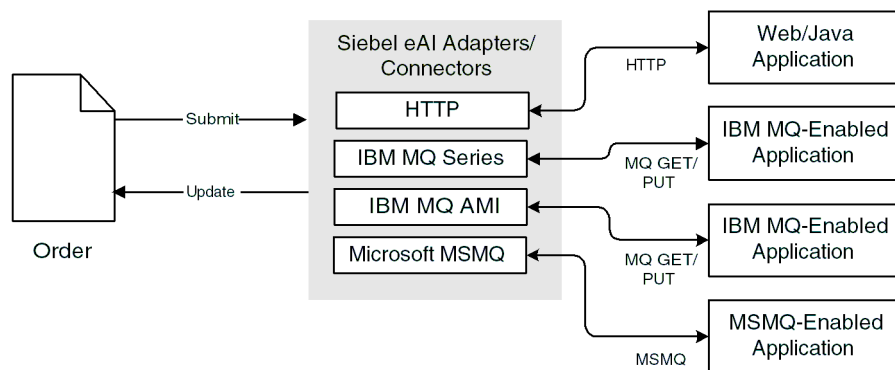 Siebel eAI Adapters/
Connectors
HTTP
IBM MQ Series
IBM MQ AMI
Microsoft MSMQ
Submit
Update
Order
HTTP
MQ GET/
PUT
MQ GET/
PUT
MSMQ
Web/Java
Application
IBM MQ-Enabled
Application
IBM MQ-Enabled
Application
MSMQ-Enabled
Application